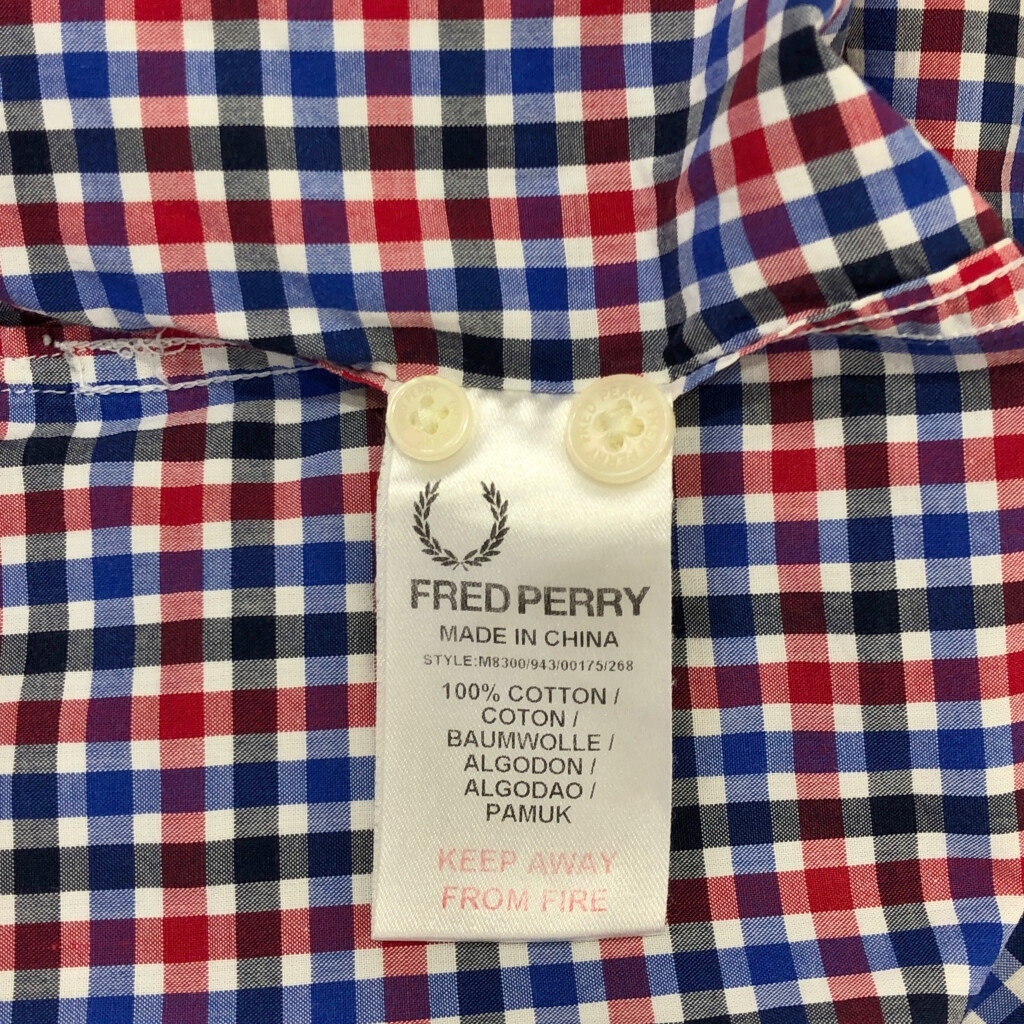 FRED PERRY
MADE IN CHINA
STYLE:M8300/943/00175/268
100% COTTON /
COTON /
BAUMWOLLE /
ALGODON /
ALGODAO /
PAMUK
KEEP AWAY
FROM FIRE